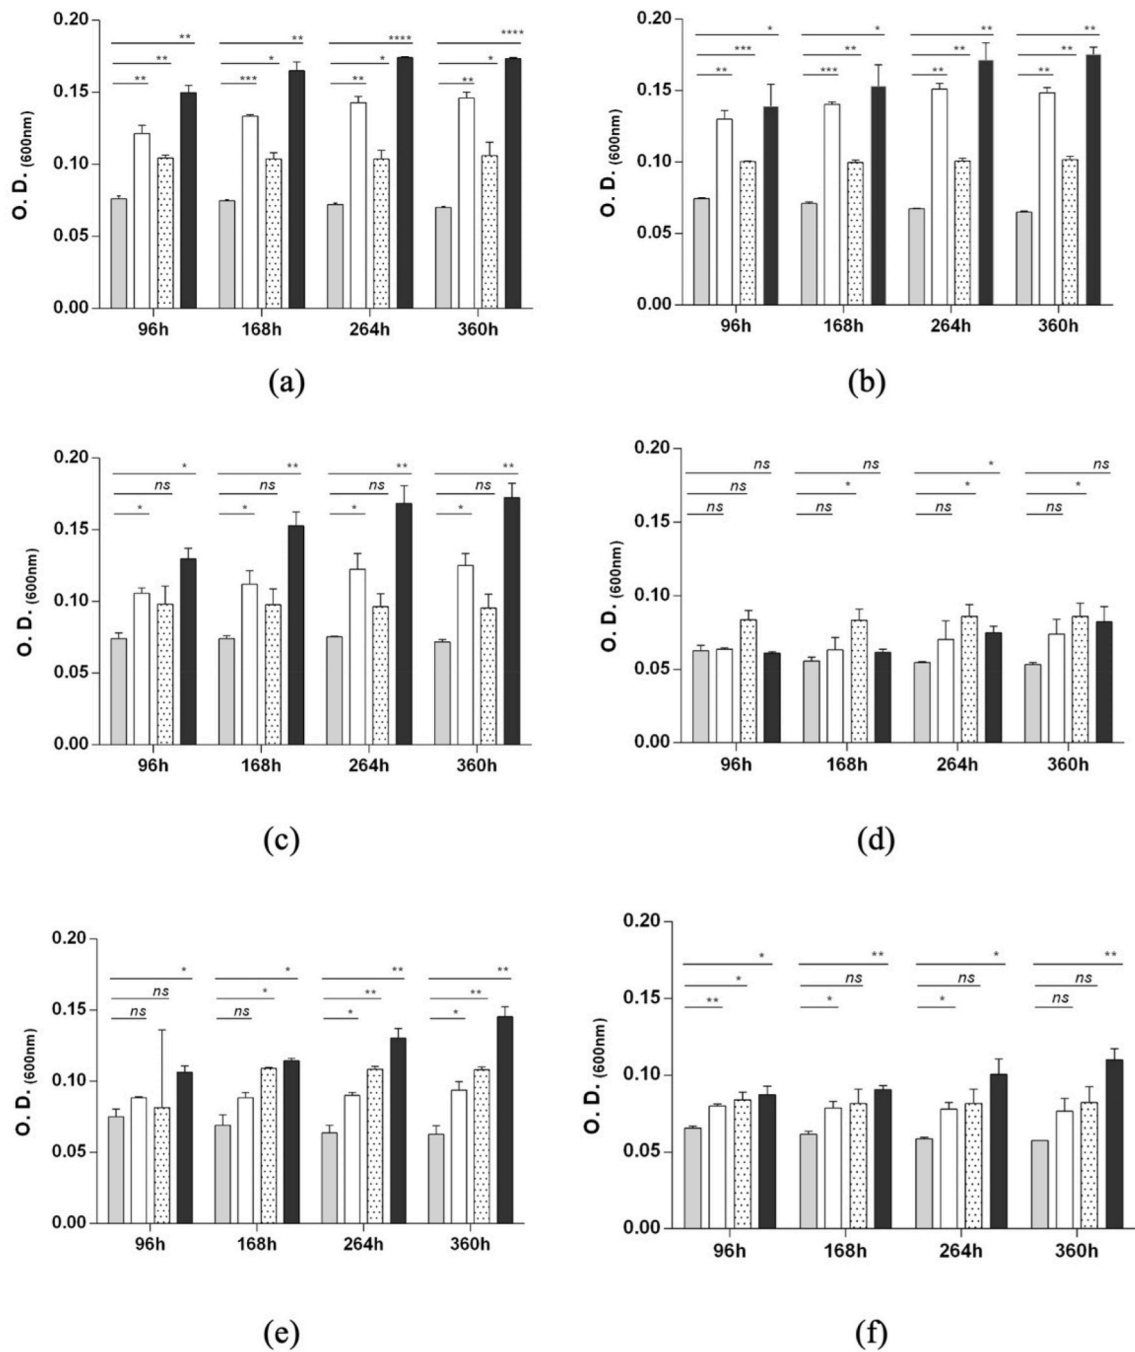 0.20
0.15
0.10
0.05
0.00
O. D. (600nm)
** ** ** ****
** * * *
** *** ** **
96h 168h 264h 360h
(a)
0.20
0.15
0.10
0.05
0.00
O. D. (600nm)
* * ** **
*** ** ** **
** *** ** **
96h 168h 264h 360h
(b)
0.20
0.15
0.10
0.05
0.00
O. D. (600nm)
* ** ** **
ns ns ns ns
* * * *
96h 168h 264h 360h
(c)
0.20
0.15
0.10
0.05
0.00
O. D. (600nm)
ns ns * ns
ns * * *
ns ns ns ns
96h 168h 264h 360h
(d)
0.20
0.15
0.10
0.05
0.00
O. D. (600nm)
* * ** **
ns * ** **
ns ns * *
96h 168h 264h 360h
(e)
0.20
0.15
0.10
0.05
0.00
O. D. (600nm)
* ** * **
* ns ns ns
** * * ns
96h 168h 264h 360h
(f)